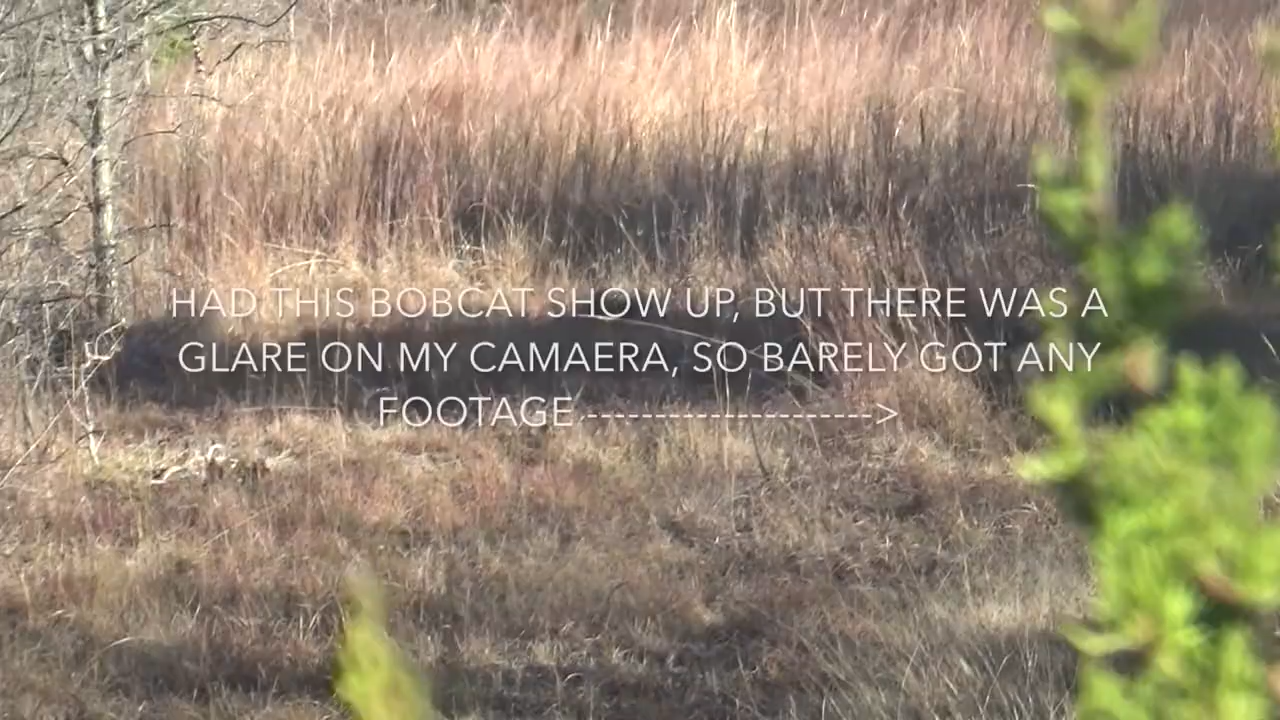 HAD THIS BOBCAT SHOW UP, BUT THERE WAS A
GLARE ON MY CAMAERA, SO BARELY GOT ANY
FOOTAGE --------------------->